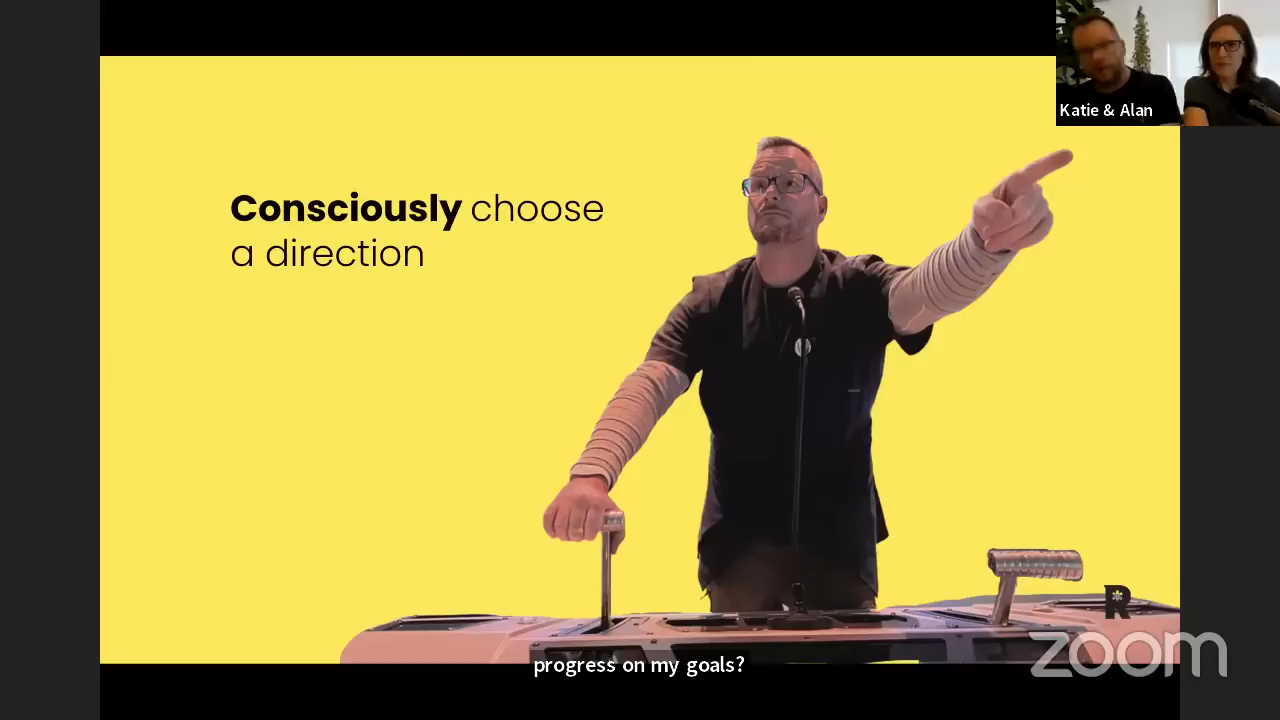 Katie & Alan
Consciously choose
a direction
R
zoom
progress on my goals?